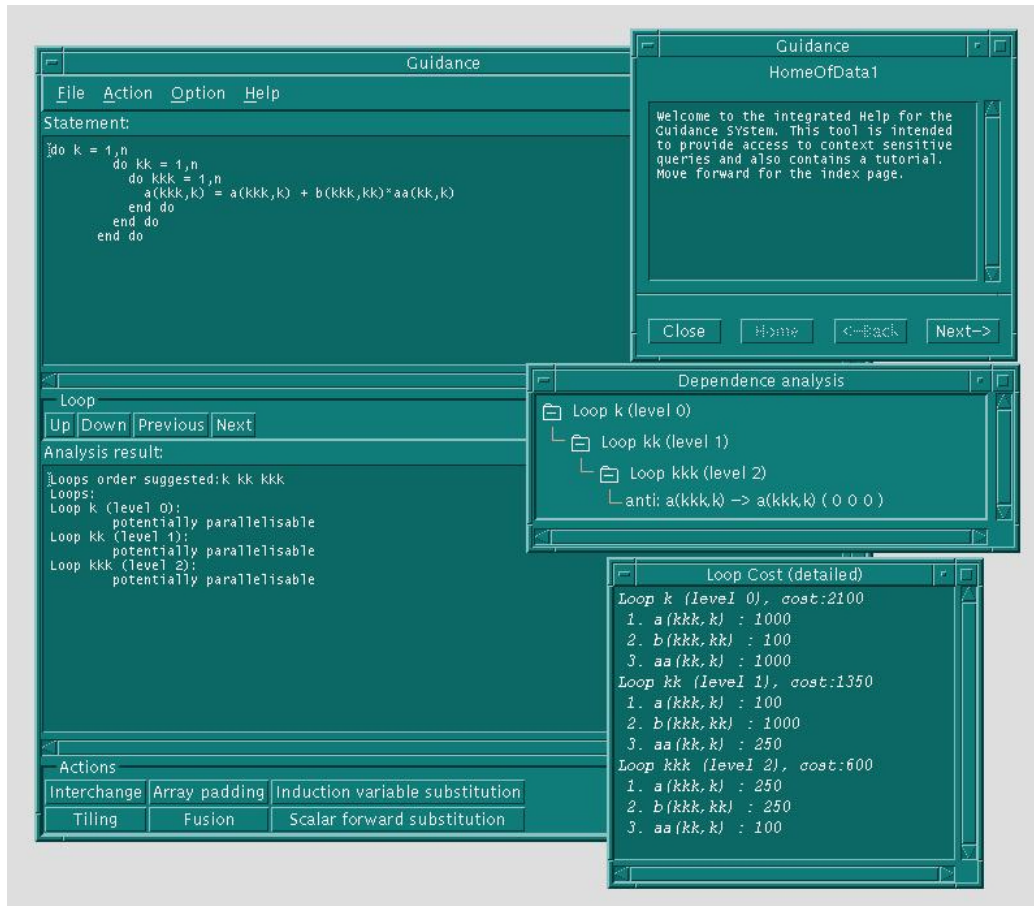 Guidance
File Action Option Help
Statement:
do k = 1,n
do kk = 1,n
do kkk = 1,n
a(kkk,k) = a(kkk,k) + b(kkk,kk)*aa(kk,k)
end do
end do
end do
Loop
Up Down Previous Next
Analysis result:
Loops order suggested:k kk kkk
Loops:
Loop k (level 0):
potentially parallelisable
Loop kk (level 1):
potentially parallelisable
Loop kkk (level 2):
potentially parallelisable
Actions
Interchange Array padding Induction variable substitution
Tiling Fusion Scalar forward substitution
Guidance
HomeOfData1
Welcome to the integrated Help for the
Guidance SYstem. This tool is intended
to provide access to context sensitive
queries and also contains a tutorial.
Move forward for the index page.
Close Home <-Back Next->
Dependence analysis
Loop k (level 0)
Loop kk (level 1)
Loop kkk (level 2)
anti: a(kkk,k) -> a(kkk,k) ( 0 0 0 )
Loop Cost (detailed)
Loop k (level 0), cost:2100
1. a(kkk,k) : 1000
2. b(kkk,kk) : 100
3. aa(kk,k) : 1000
Loop kk (level 1), cost:1350
1. a(kkk,k) : 100
2. b(kkk,kk) : 1000
3. aa(kk,k) : 250
Loop kkk (level 2), cost:600
1. a(kkk,k) : 250
2. b(kkk,kk) : 250
3. aa(kk,k) : 100